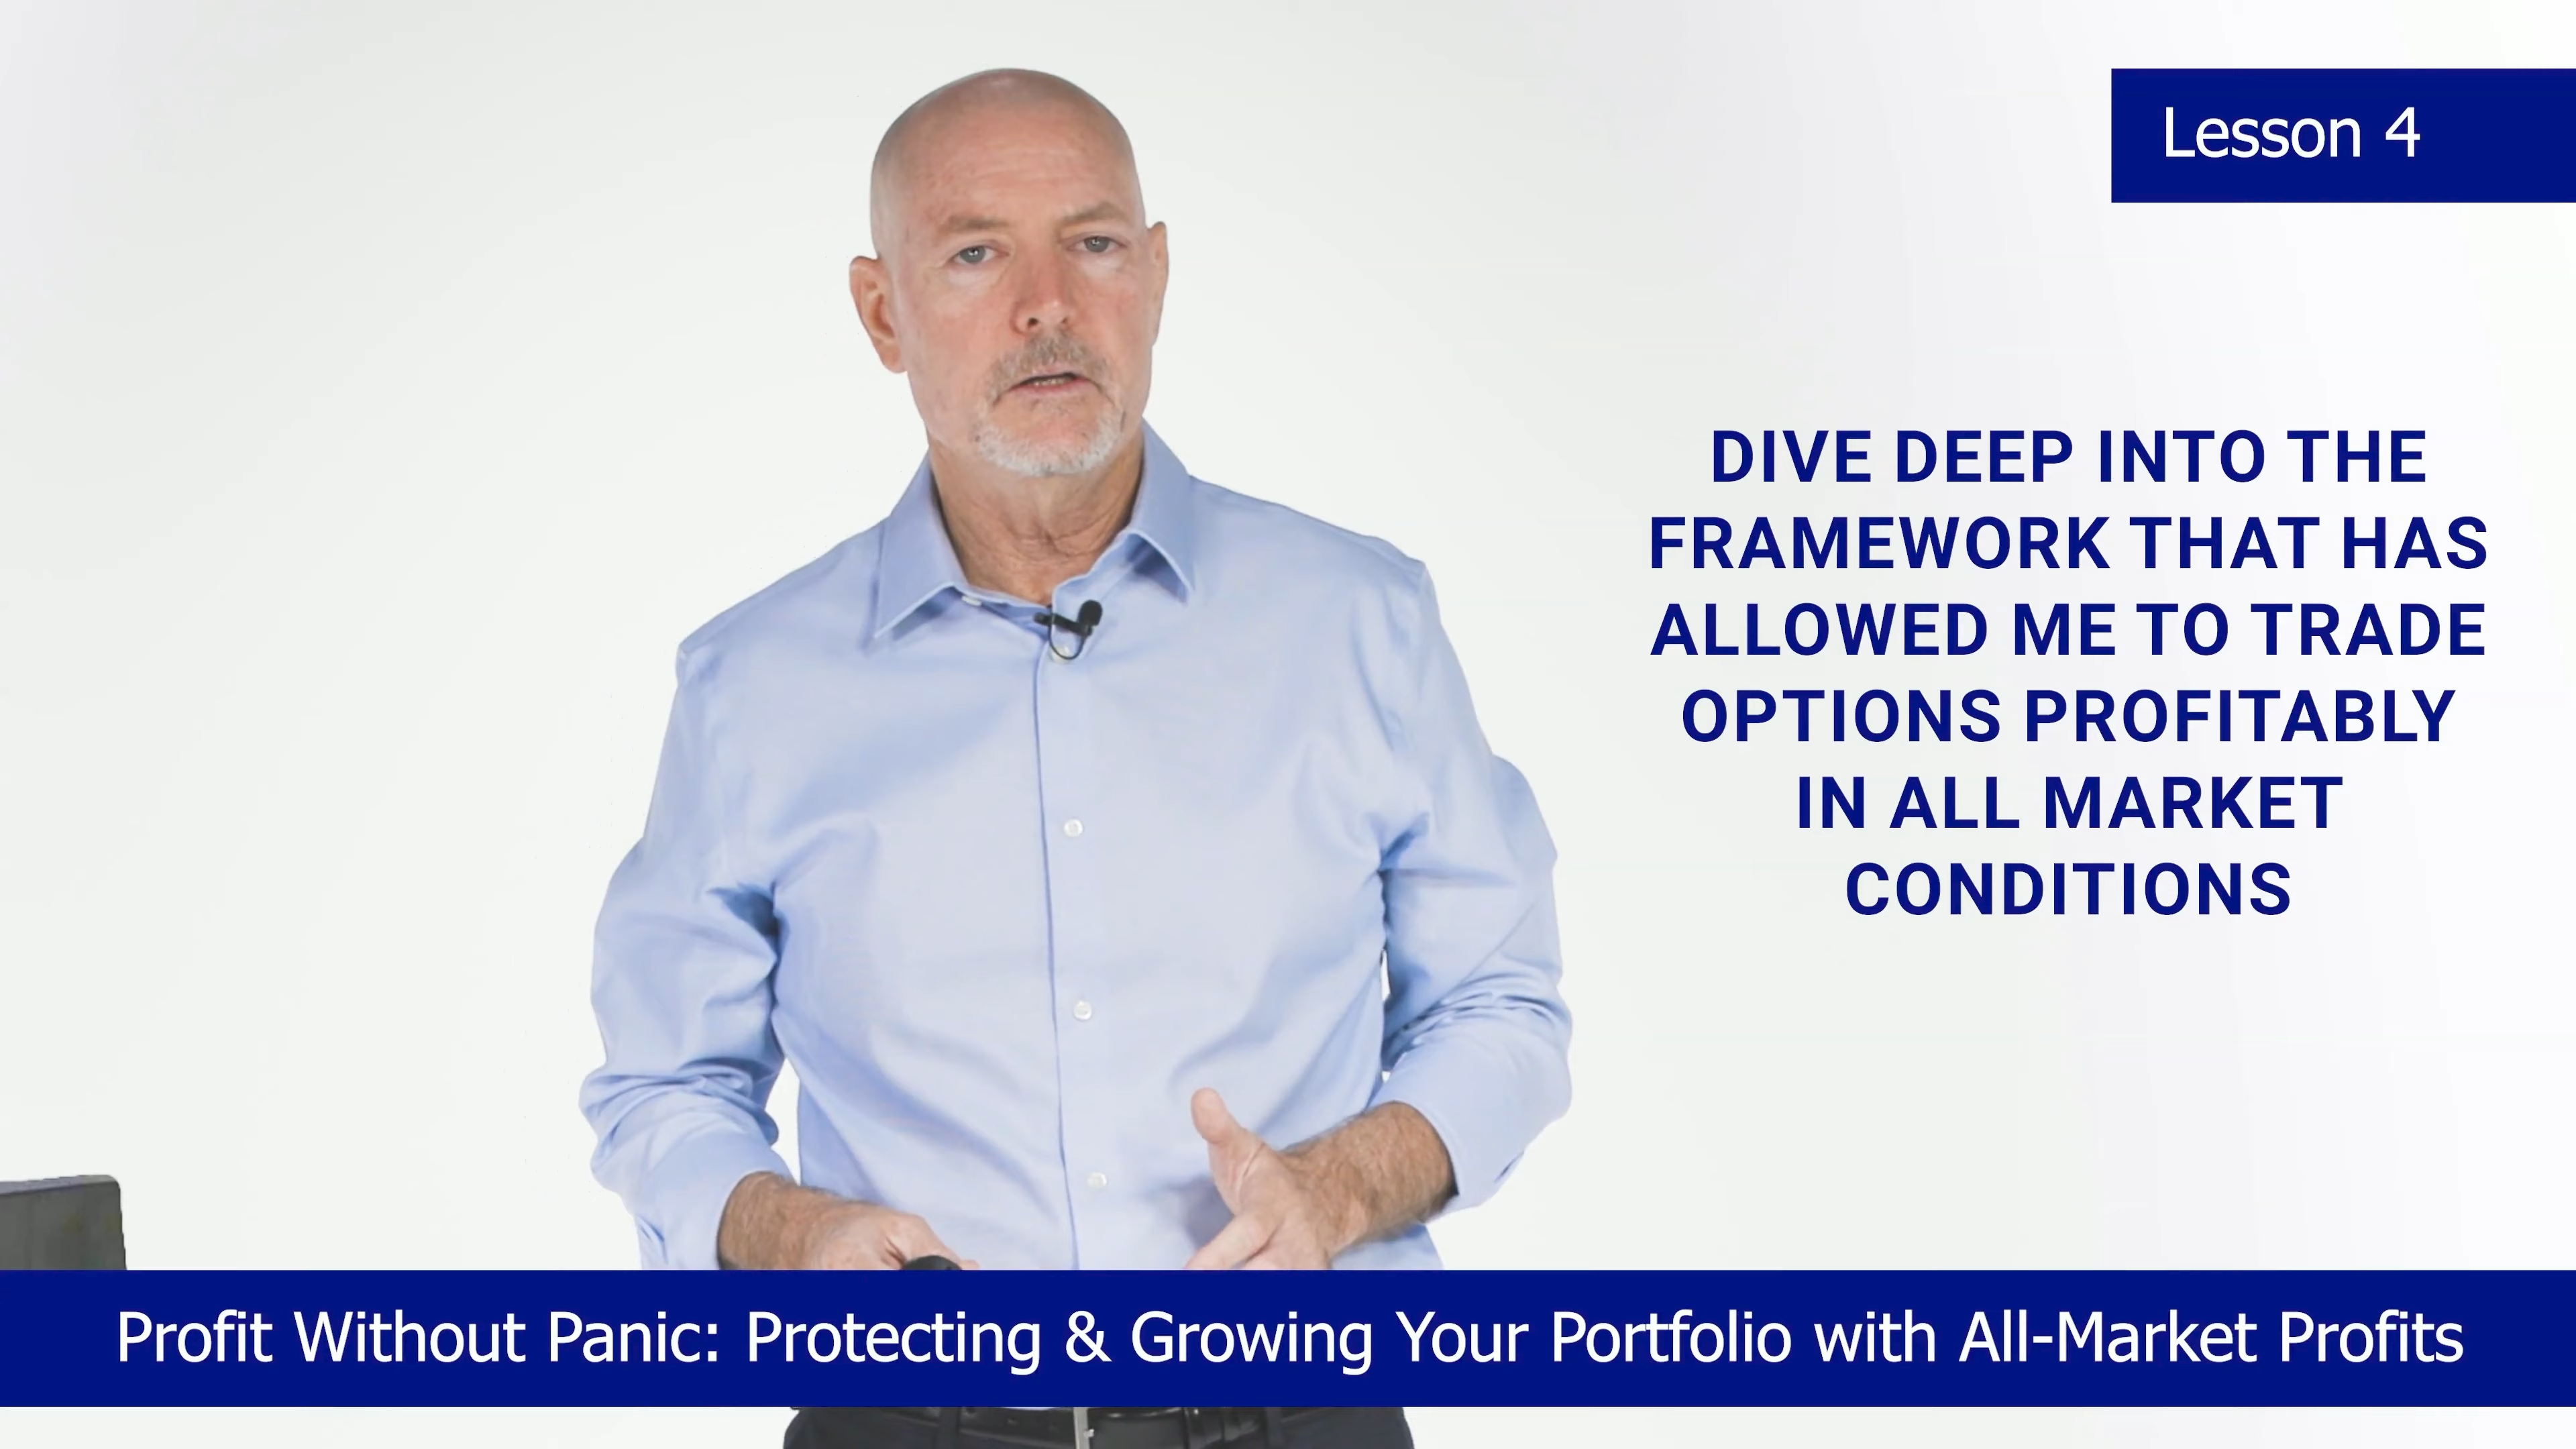 Lesson 4
DIVE DEEP INTO THE
FRAMEWORK THAT HAS
ALLOWED ME TO TRADE
OPTIONS PROFITABLY
IN ALL MARKET
CONDITIONS
Profit Without Panic: Protecting & Growing Your Portfolio with All-Market Profits